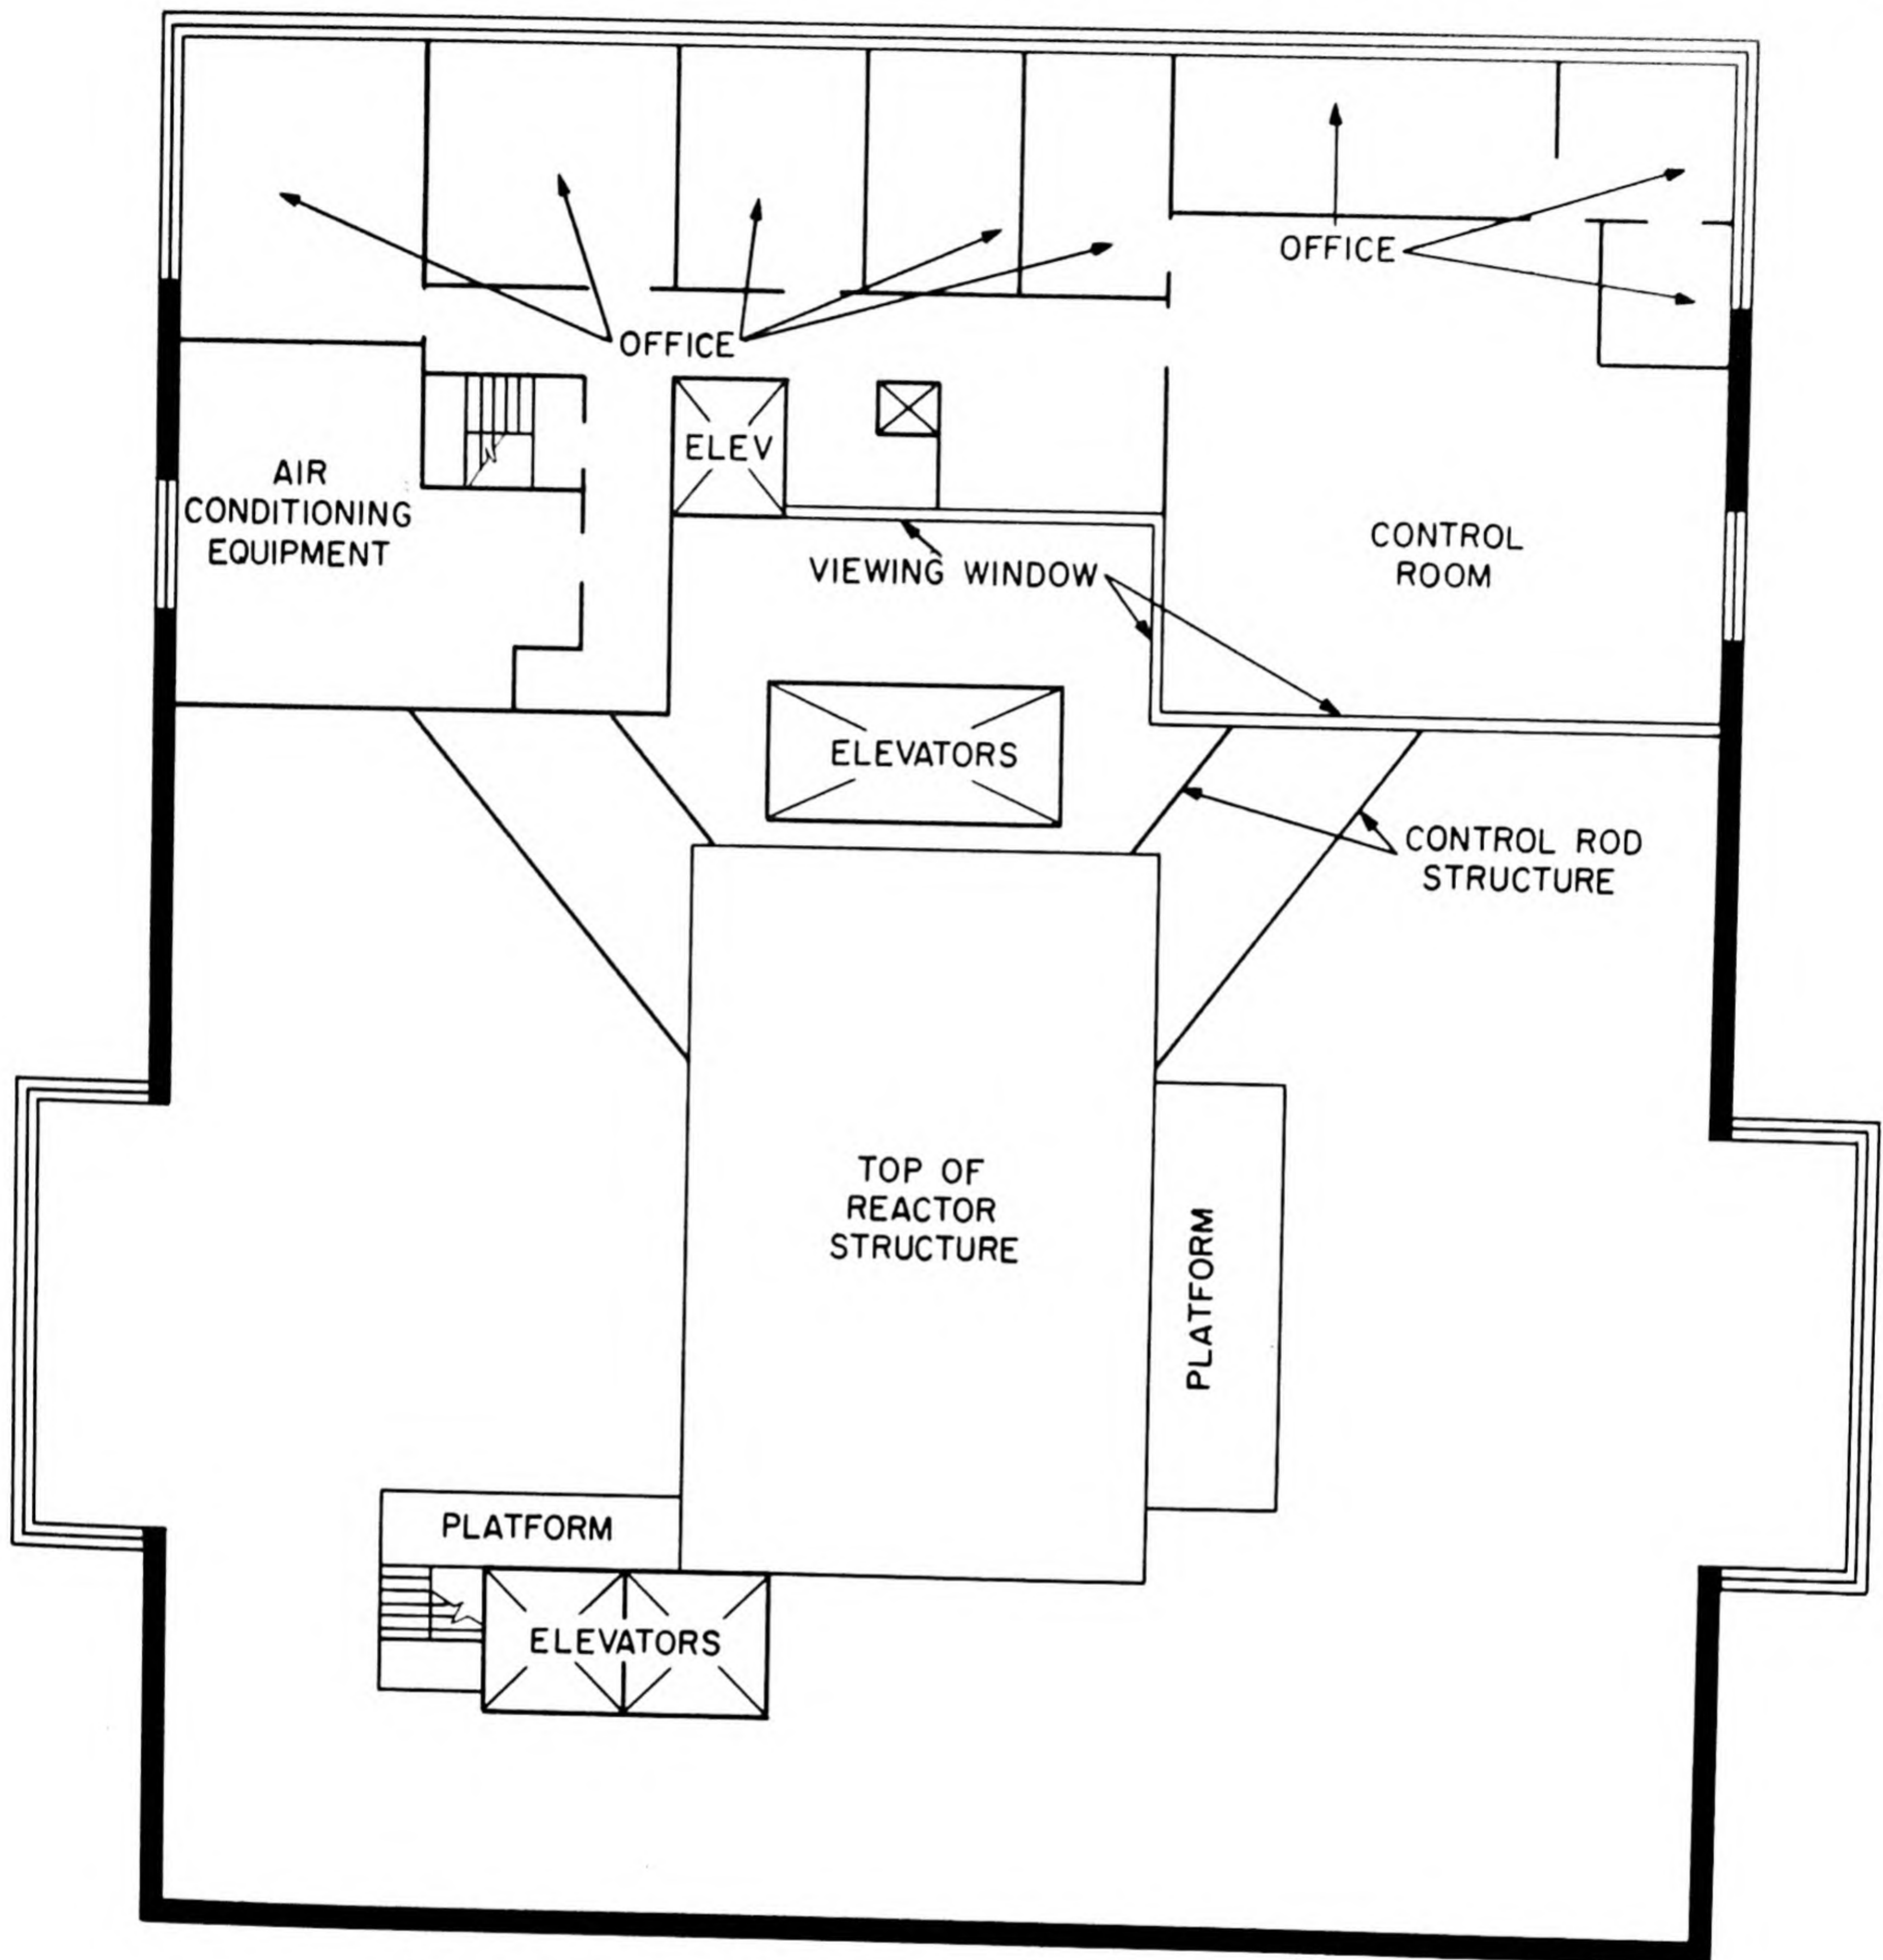 OFFICE
OFFICE
ELEV
AIR
CONDITIONING
EQUIPMENT
VIEWING WINDOW
CONTROL
ROOM
ELEVATORS
CONTROL ROD
STRUCTURE
TOP OF
REACTOR
STRUCTURE
PLATFORM
PLATFORM
ELEVATORS